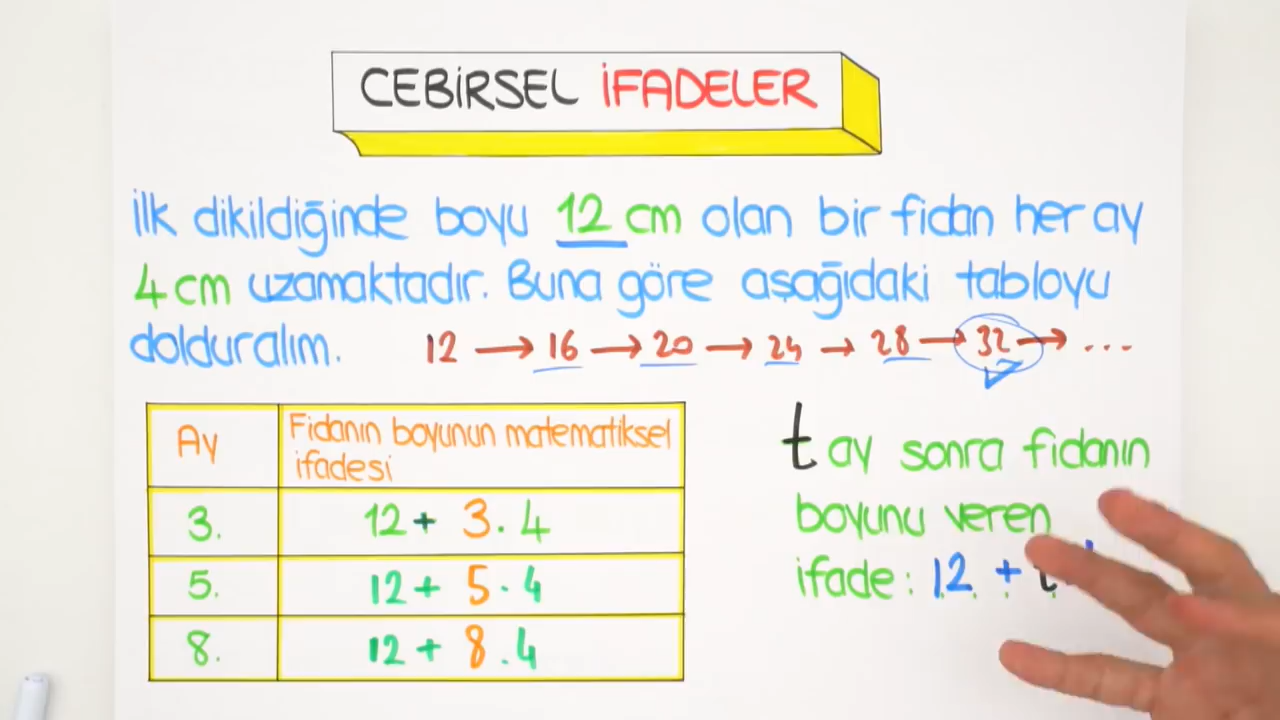 CEBİRSEL İFADELER
İlk dikildiğinde boyu 12 cm olan bir fidan her ay
4 cm uzamaktadır. Buna göre aşağıdaki tabloyu
dolduralım.
12 → 16 → 20 → 24 → 28 → 32 → ...
Ay
Fidanın boyunun matematiksel
ifadesi
3. 12 + 3 . 4
5. 12 + 5 . 4
8. 12 + 8 . 4
t ay sonra fidanın
boyunu veren
ifade : 12 + t